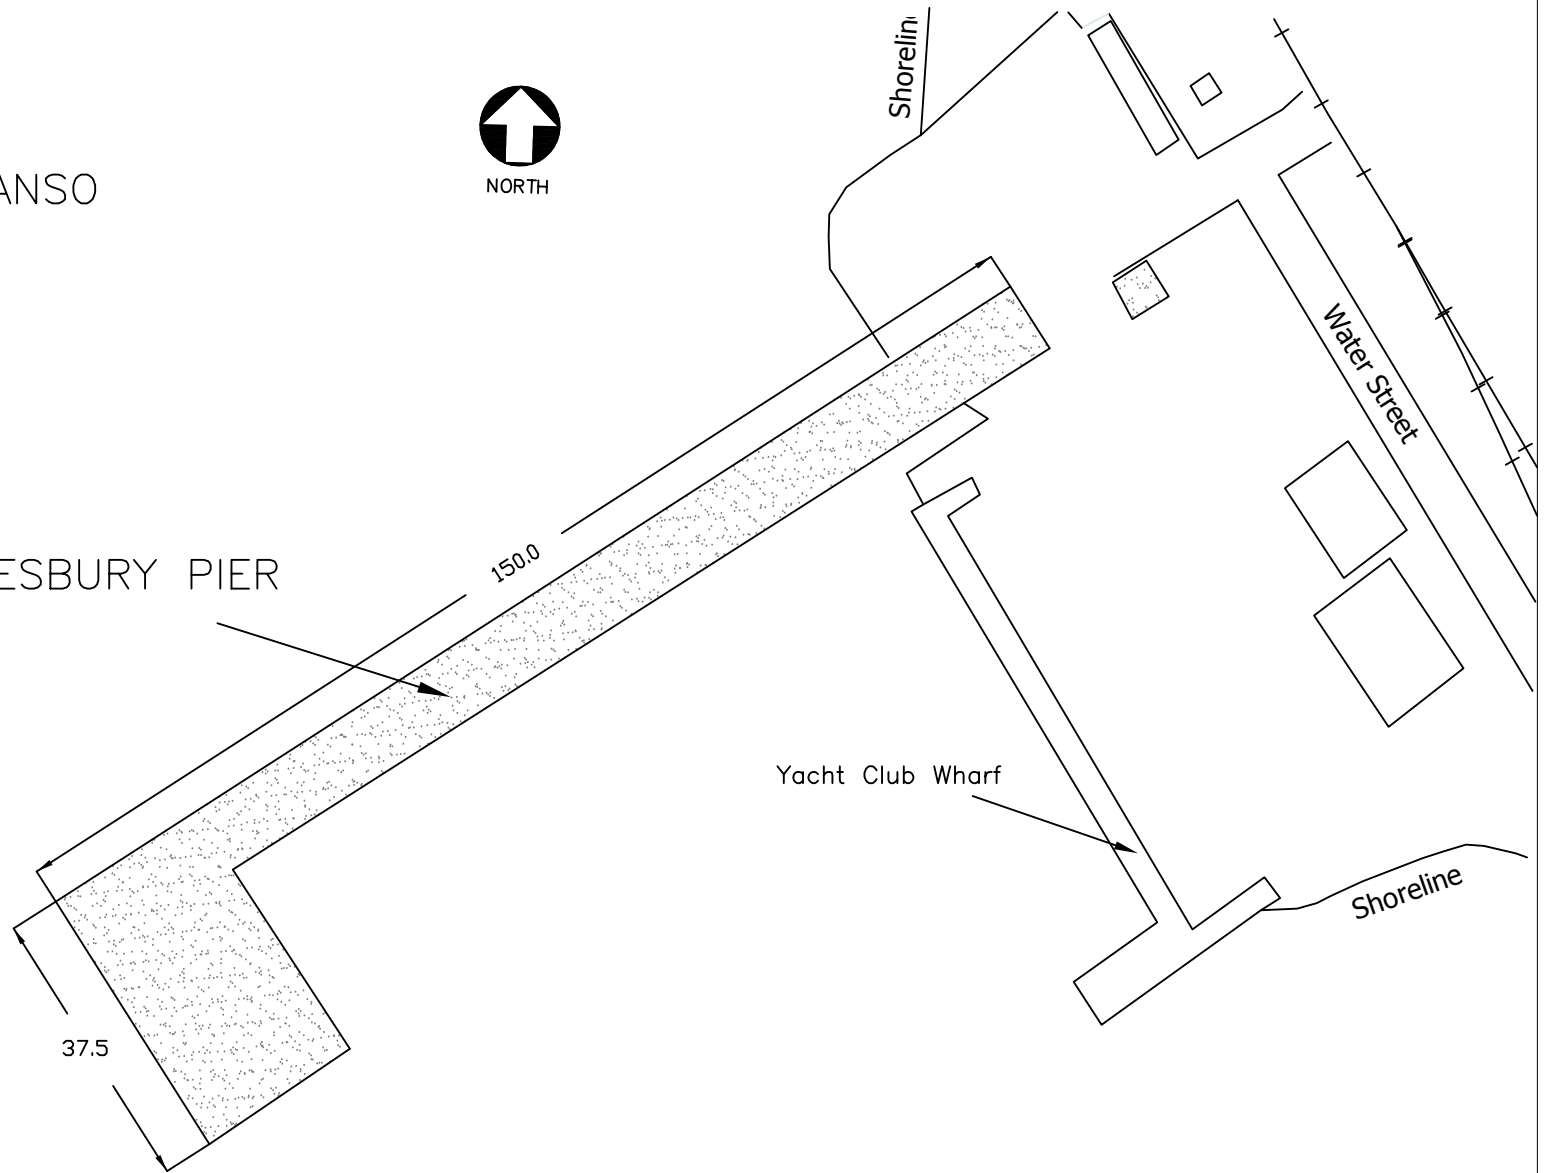 Shorelin
NORTH
ANSO
Water Street
150.0
ESBURY PIER
Yacht Club Wharf
Shoreline
37.5